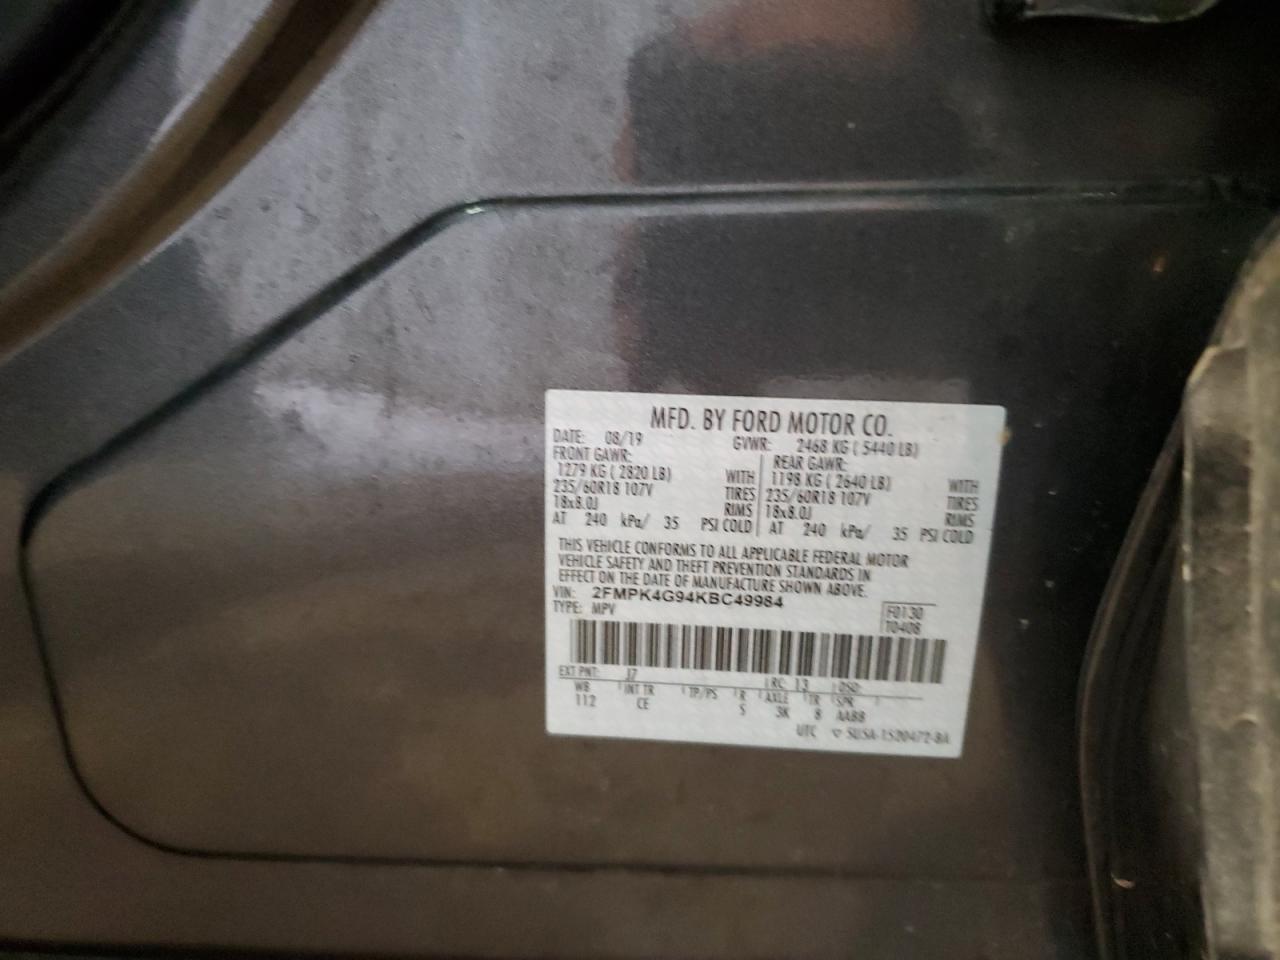 MFD. BY FORD MOTOR CO.
DATE: 08/19 GVWR: 2468 KG ( 5440 LB)
FRONT GAWR: REAR GAWR:
1279 KG ( 2820 LB) WITH 1198 KG ( 2640 LB) WITH
235/60R18 107V TIRES 235/60R18 107V TIRES
18x8.0J RIMS 18x8.0J RIMS
AT 240 kPa/ 35 PSI COLD AT 240 kPa/ 35 PSI COLD
THIS VEHICLE CONFORMS TO ALL APPLICABLE FEDERAL MOTOR
VEHICLE SAFETY AND THEFT PREVENTION STANDARDS IN
EFFECT ON THE DATE OF MANUFACTURE SHOWN ABOVE.
VIN: 2FMPK4G94KBC49984
TYPE: MPV F0130
T0408
EXT PNT: J7 RC: 13 DSO:
WB INT TR TP/PS R AXLE TR SPR
112 CE S 3K 8 AABB
UTC SU5A-1520472-BA